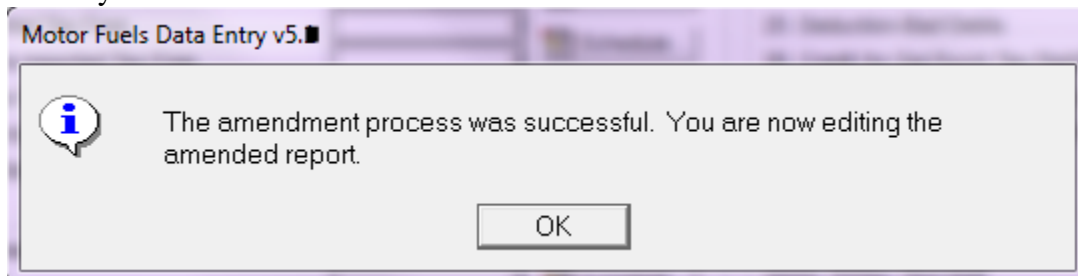 Motor Fuels Data Entry v5.
The amendment process was successful. You are now editing the
amended report.
OK